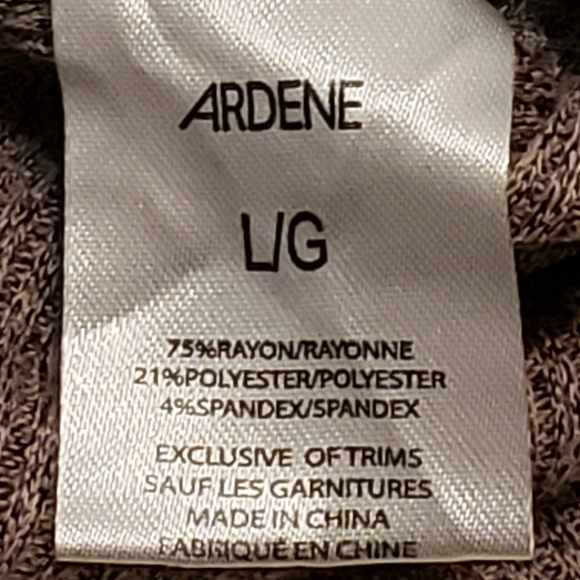 ARDENE
L/G
75%RAYON/RAYONNE
21%POLYESTER/POLYESTER
4%SPANDEX/SPANDEX
EXCLUSIVE OF TRIMS
SAUF LES GARNITURES
MADE IN CHINA
FABRIQUÉ EN CHINE